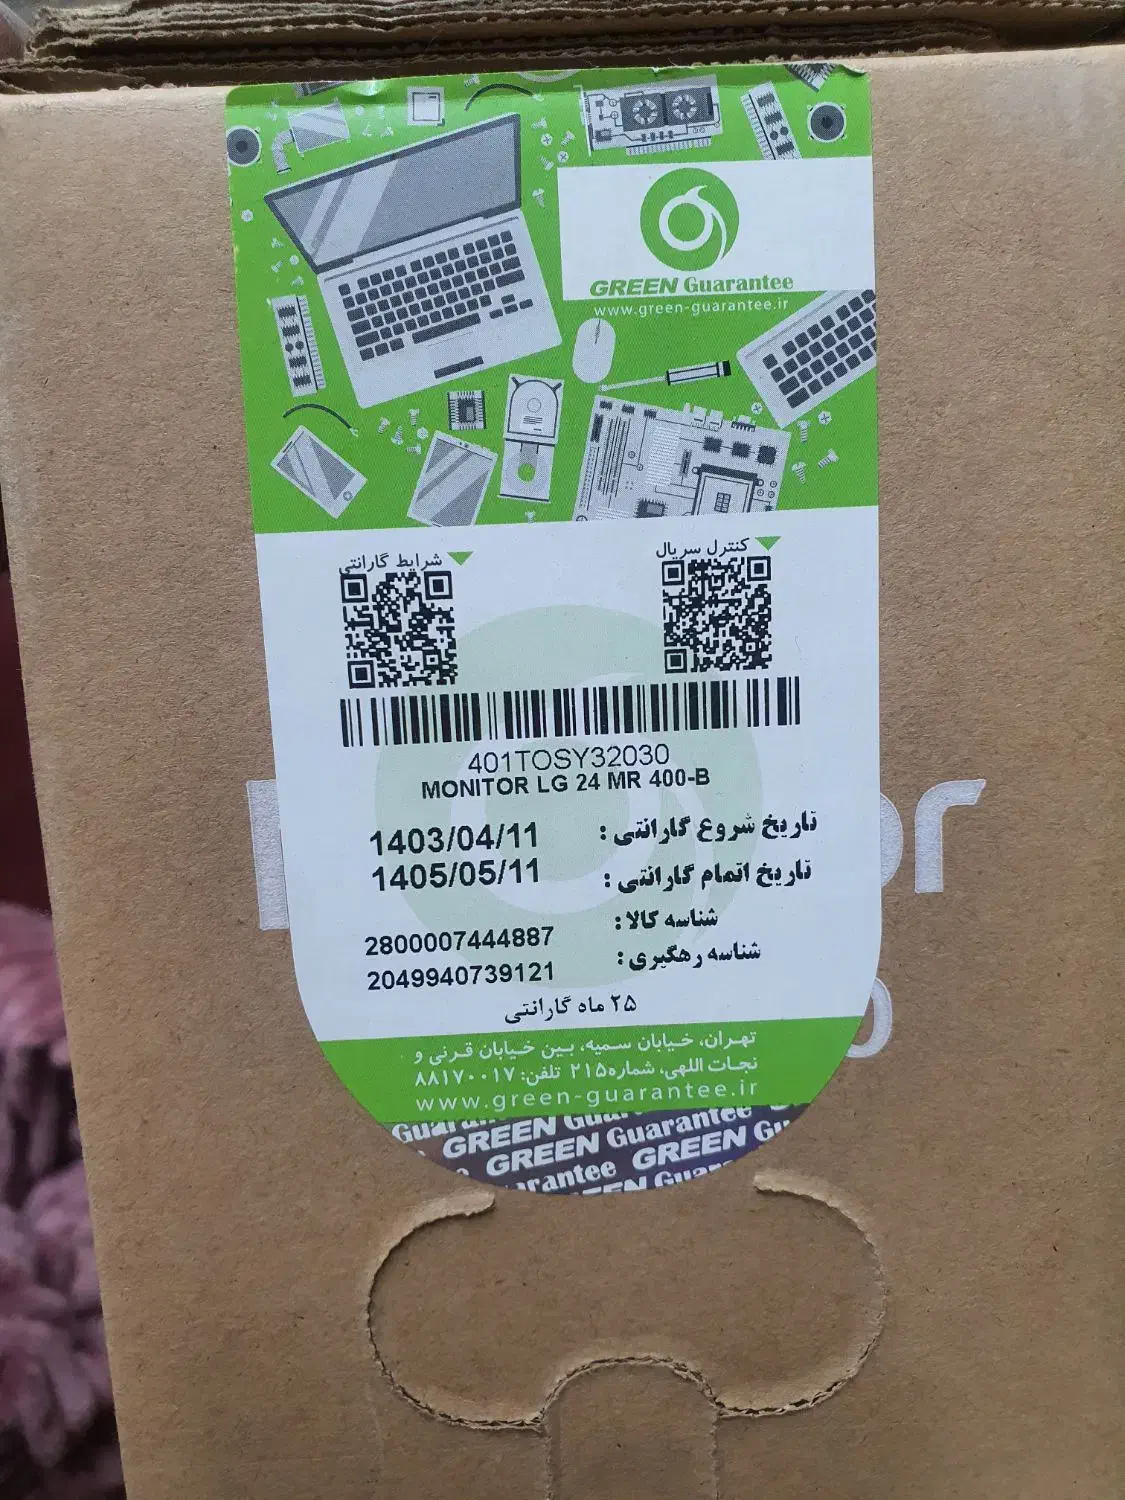 GREEN Guarantee
www.green-guarantee.ir
کنترل سریال
شرایط گارانتی
401TOSY32030
MONITOR LG 24 MR 400-B
تاریخ شروع گارانتی : 1403/04/11
تاریخ اتمام گارانتی : 1405/05/11
شناسه کالا : 2800007444887
شناسه رهگیری : 2049940739121
۲۵ ماه گارانتی
تهران، خیابان سمیه، بین خیابان قرنی و
نجات اللهی، شماره۲۱۵ تلفن: ۸۸۱۷۰۰۱۷
www.green-guarantee.ir
GREEN Guarantee
GREEN Guarantee GREEN